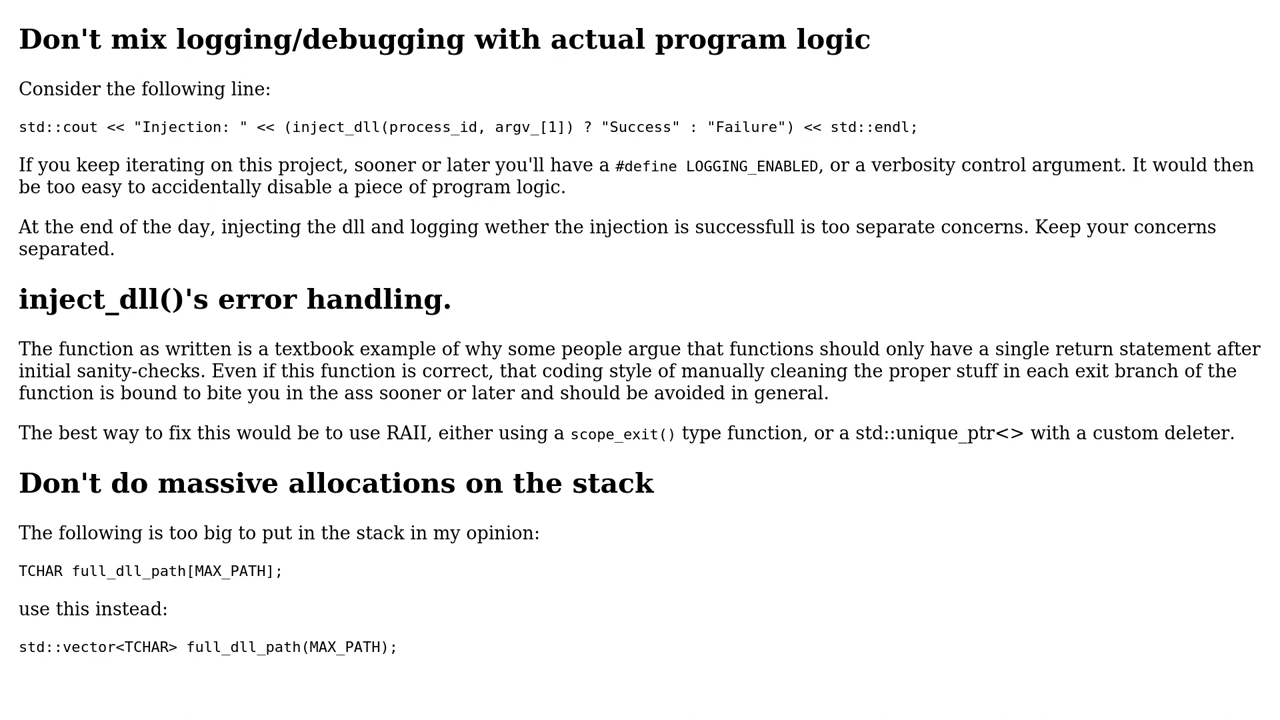 Don't mix logging/debugging with actual program logic
Consider the following line:
std::cout << "Injection: " << (inject_dll(process_id, argv_[1]) ? "Success" : "Failure") << std::endl;
If you keep iterating on this project, sooner or later you'll have a #define LOGGING_ENABLED, or a verbosity control argument. It would then
be too easy to accidentally disable a piece of program logic.
At the end of the day, injecting the dll and logging wether the injection is successfull is too separate concerns. Keep your concerns
separated.
inject_dll()'s error handling.
The function as written is a textbook example of why some people argue that functions should only have a single return statement after
initial sanity-checks. Even if this function is correct, that coding style of manually cleaning the proper stuff in each exit branch of the
function is bound to bite you in the ass sooner or later and should be avoided in general.
The best way to fix this would be to use RAII, either using a scope_exit() type function, or a std::unique_ptr<> with a custom deleter.
Don't do massive allocations on the stack
The following is too big to put in the stack in my opinion:
TCHAR full_dll_path[MAX_PATH];
use this instead:
std::vector<TCHAR> full_dll_path(MAX_PATH);